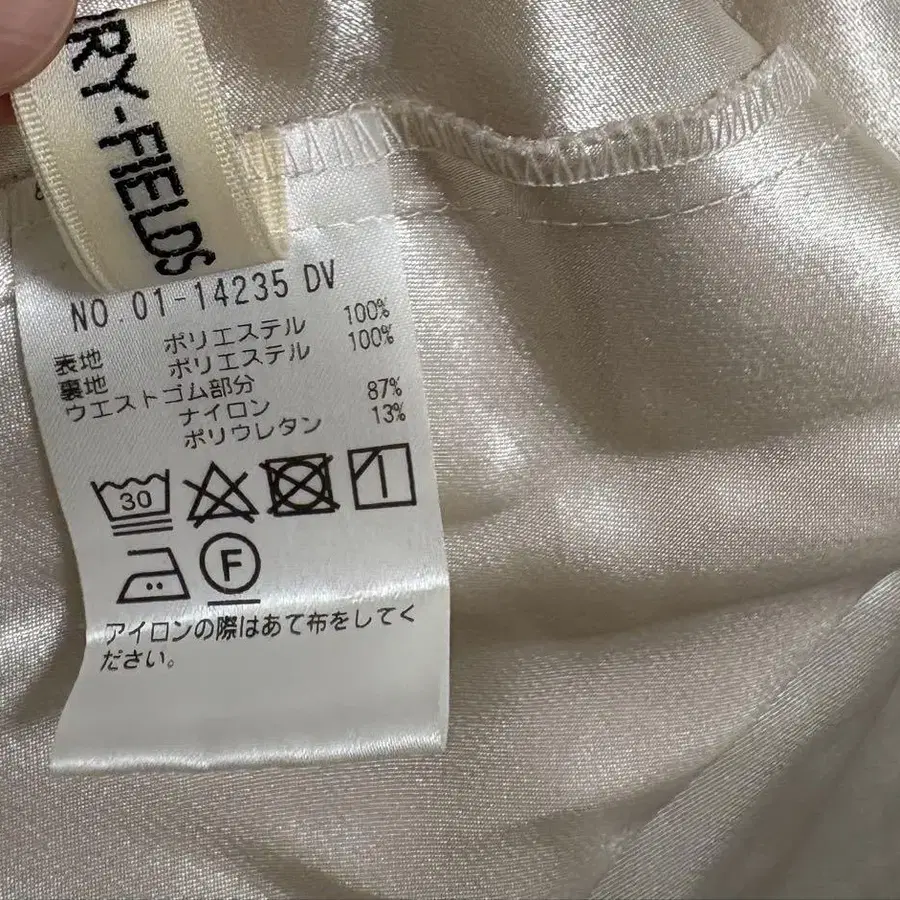 RY-FIELDS
NO.01-14235 DV
表地 ポリエステル 100%
裏地 ポリエステル 100%
ウエストゴム部分
ナイロン 87%
ポリウレタン 13%
30
F
アイロンの際はあて布をしてく
ださい。